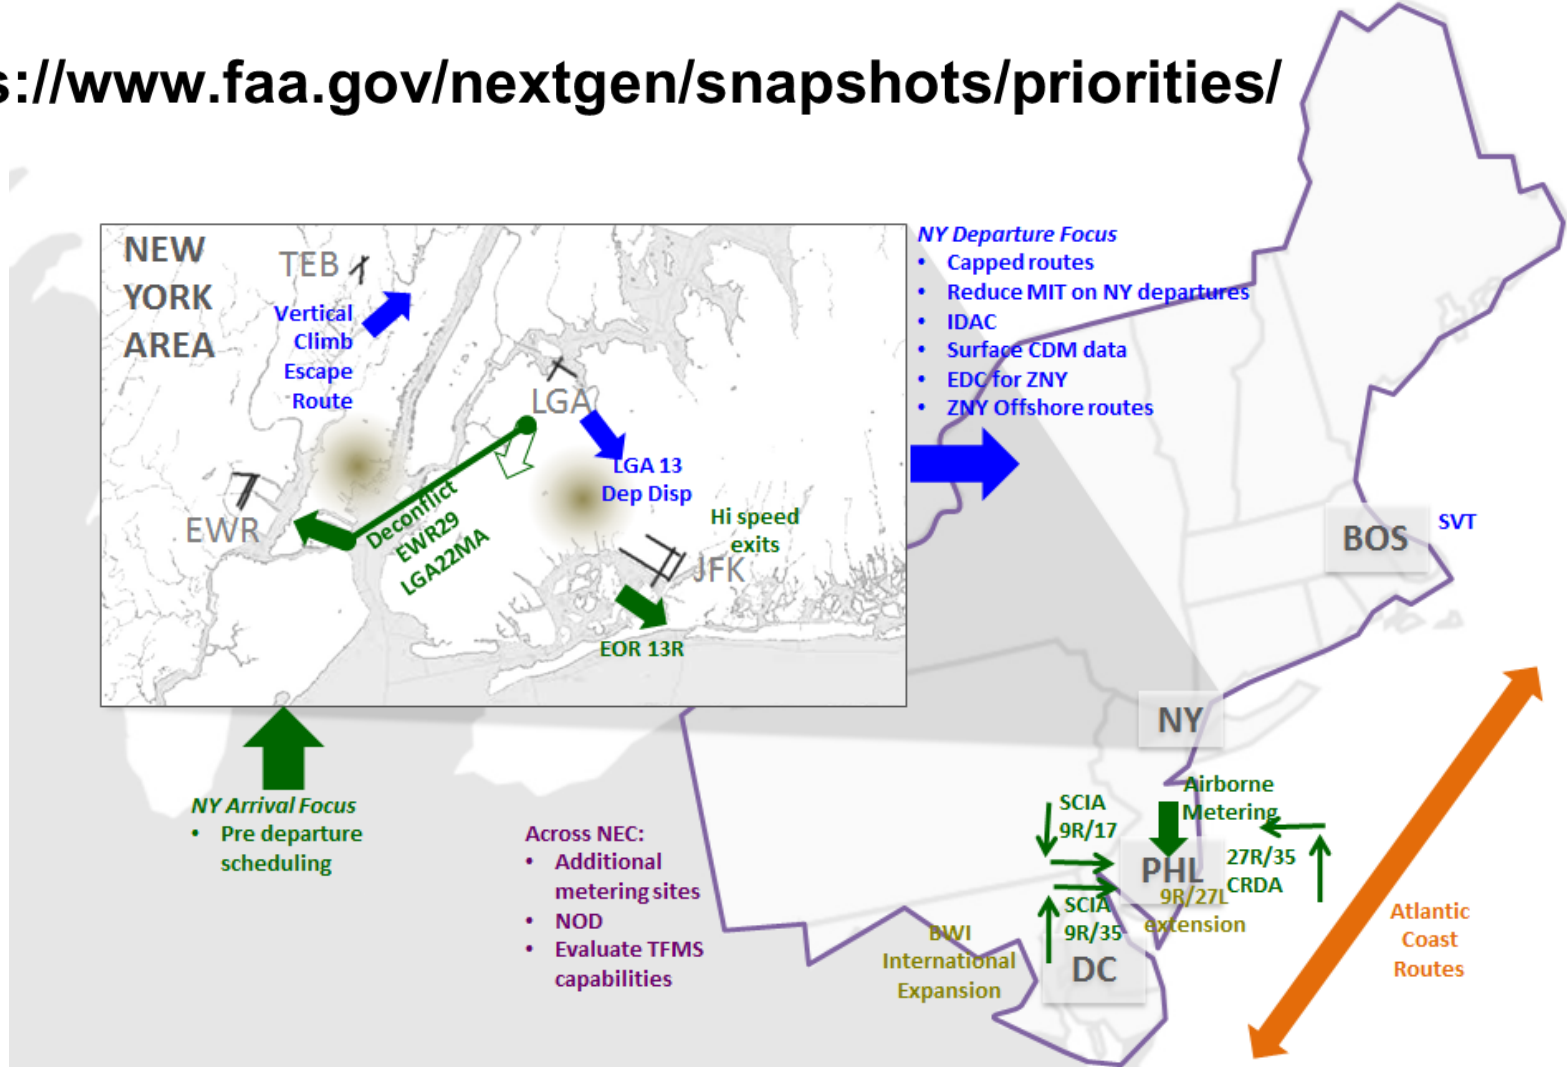 s://www.faa.gov/nextgen/snapshots/priorities/
NEW
YORK
AREA
TEB
Vertical
Climb
Escape
Route
LGA
LGA 13
Dep Disp
EWR
Deconflict
EWR29
LGA22MA
Hi speed
exits
JFK
EOR 13R
NY Departure Focus
• Capped routes
• Reduce MIT on NY departures
• IDAC
• Surface CDM data
• EDC for ZNY
• ZNY Offshore routes
BOS
SVT
NY
NY Arrival Focus
• Pre departure
scheduling
Across NEC:
• Additional
metering sites
• NOD
• Evaluate TFMS
capabilities
Airborne
Metering
SCIA
9R/17
PHL
27R/35
CRDA
9R/27L
extension
SCIA
9R/35
BWI
International
Expansion
DC
Atlantic
Coast
Routes